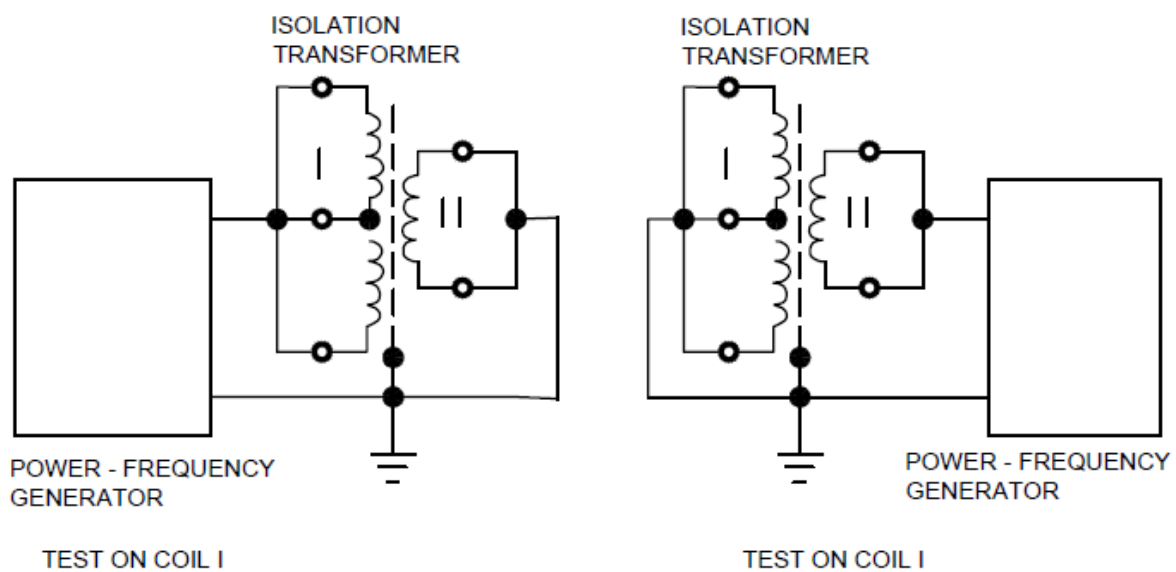 ISOLATION
TRANSFORMER
I
II
POWER - FREQUENCY
GENERATOR
TEST ON COIL I
ISOLATION
TRANSFORMER
I
II
POWER - FREQUENCY
GENERATOR
TEST ON COIL I